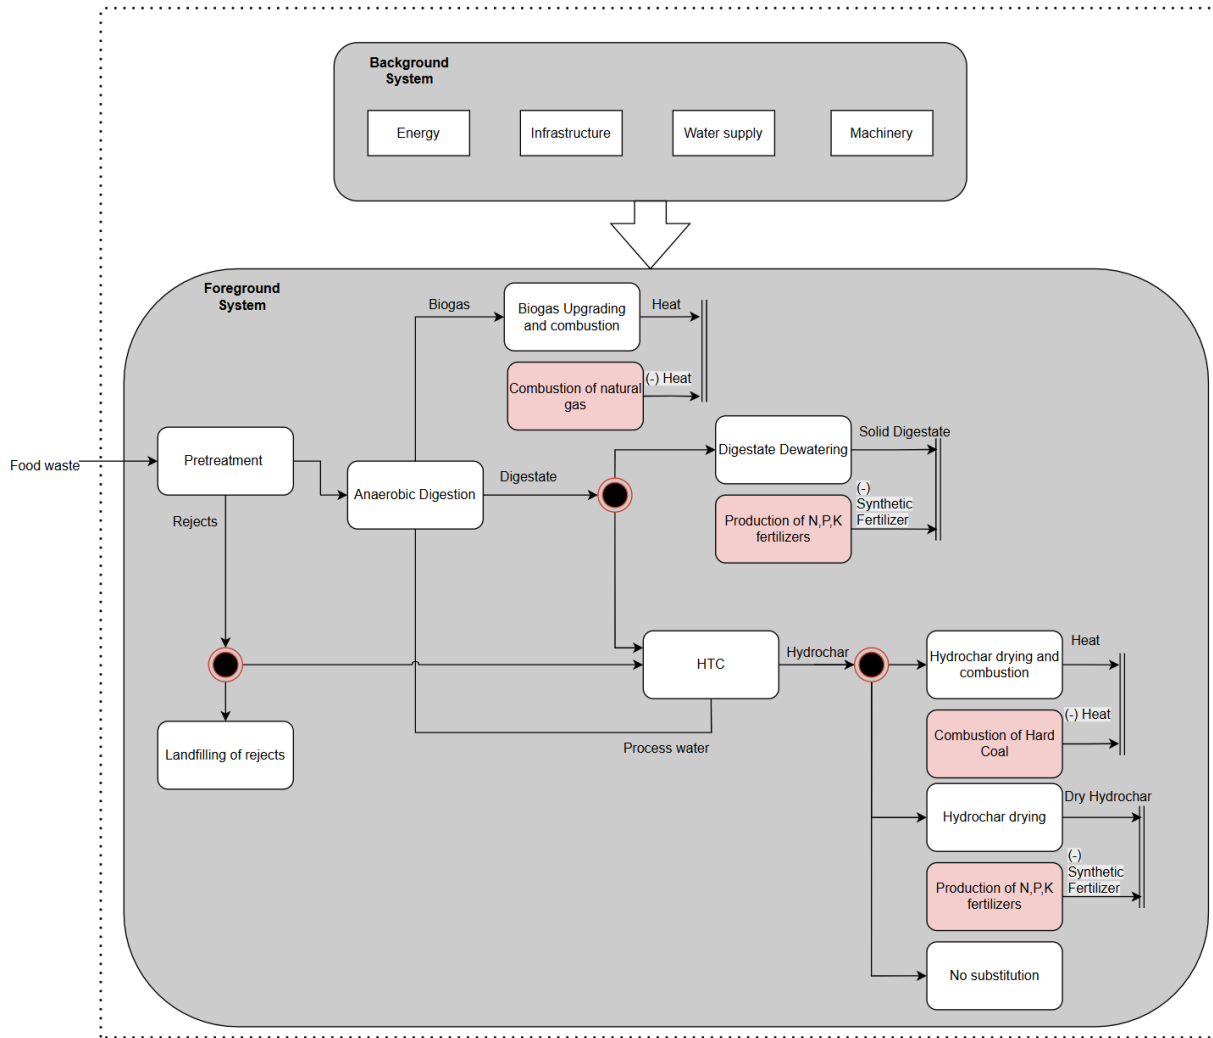 Background
System
Energy
Infrastructure
Water supply
Machinery
Foreground
System
Biogas
Biogas Upgrading
and combustion
Heat
Combustion of natural
gas
(-) Heat
Food waste
Pretreatment
Anaerobic Digestion
Digestate
Digestate Dewatering
Solid Digestate
Production of N,P,K
fertilizers
(-)
Synthetic
Fertilizer
Rejects
HTC
Hydrochar
Hydrochar drying and
combustion
Heat
Combustion of Hard
Coal
(-) Heat
Landfilling of rejects
Process water
Hydrochar drying
Dry Hydrochar
Production of N,P,K
fertilizers
(-)
Synthetic
Fertilizer
No substitution